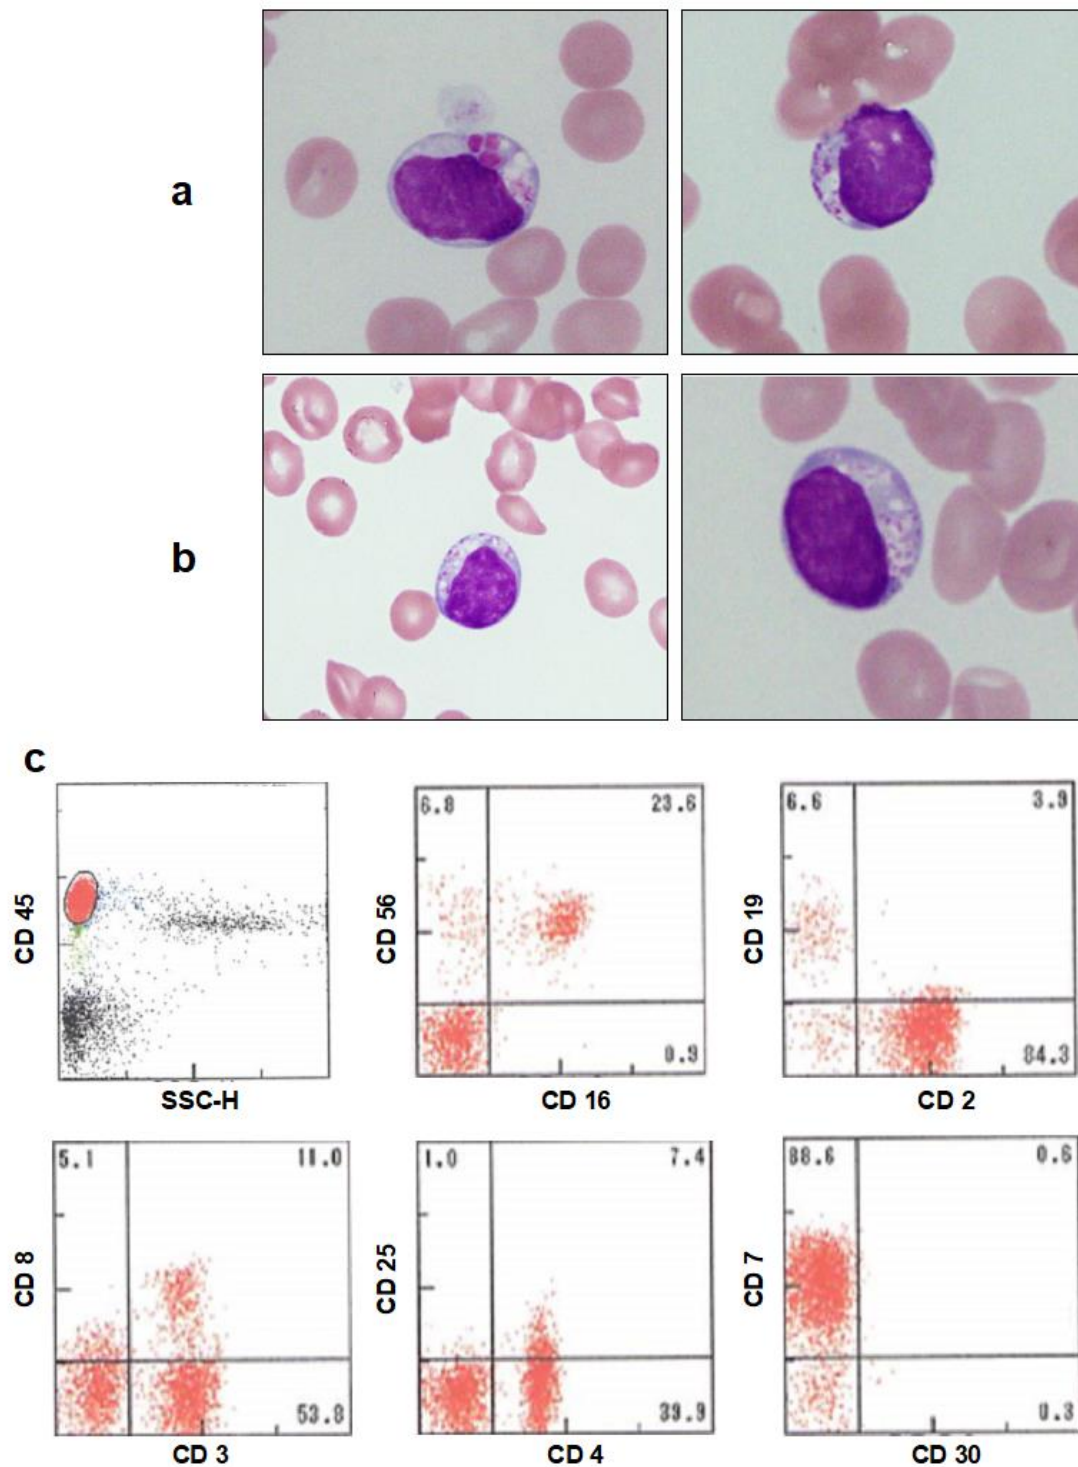 a
b
c
CD 45
SSC-H
6.8 23.6
CD 56
0.9
CD 16
6.6 3.9
CD 19
84.3
CD 2
5.1 11.0
CD 8
53.8
CD 3
1.0 7.4
CD 25
39.9
CD 4
88.6 0.6
CD 7
0.3
CD 30